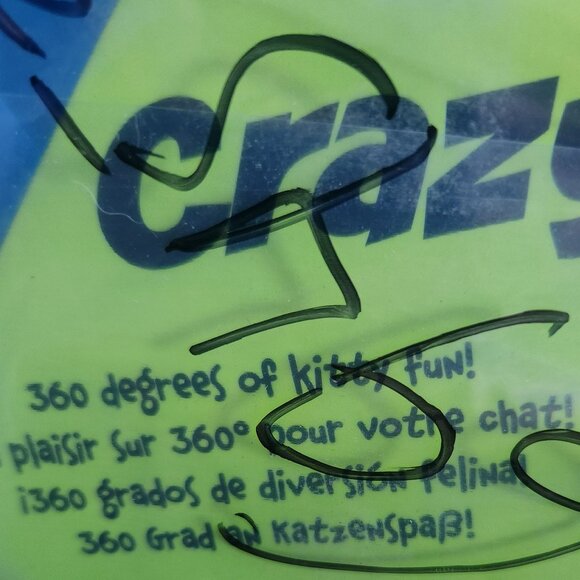 Crazy
360 degrees of kitty fun!
plaisir sur 360° pour votre chat!
¡360 grados de diversión felina!
360 Grad an Katzenspaß!